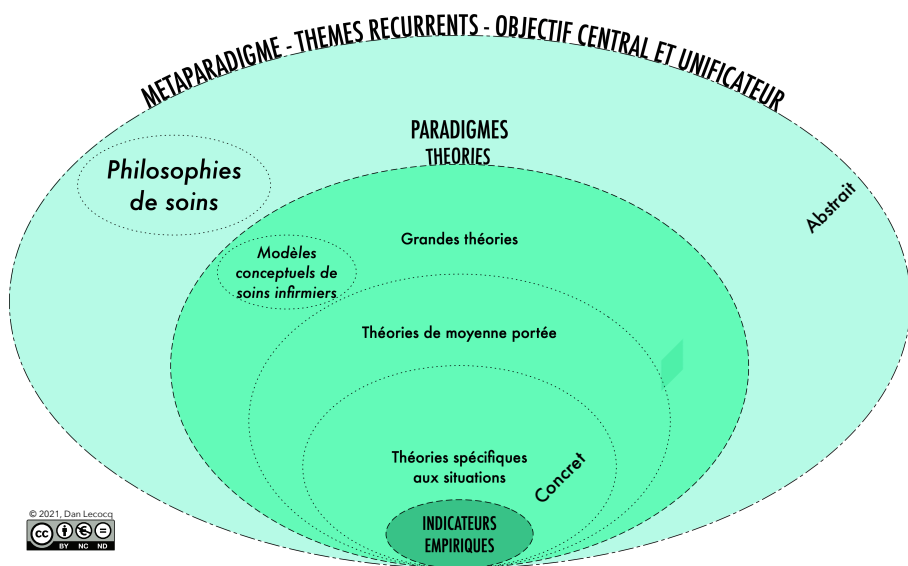 METAPARADIGME - THEMES RECURRENTS - OBJECTIF CENTRAL ET UNIFICATEUR
PARADIGMES
THEORIES
Philosophies
de soins
Abstrait
Grandes théories
Modèles
conceptuels de
soins infirmiers
Théories de moyenne portée
Théories spécifiques
aux situations
Concret
INDICATEURS
EMPIRIQUES
© 2021, Dan Lecocq
cc
BY NC ND